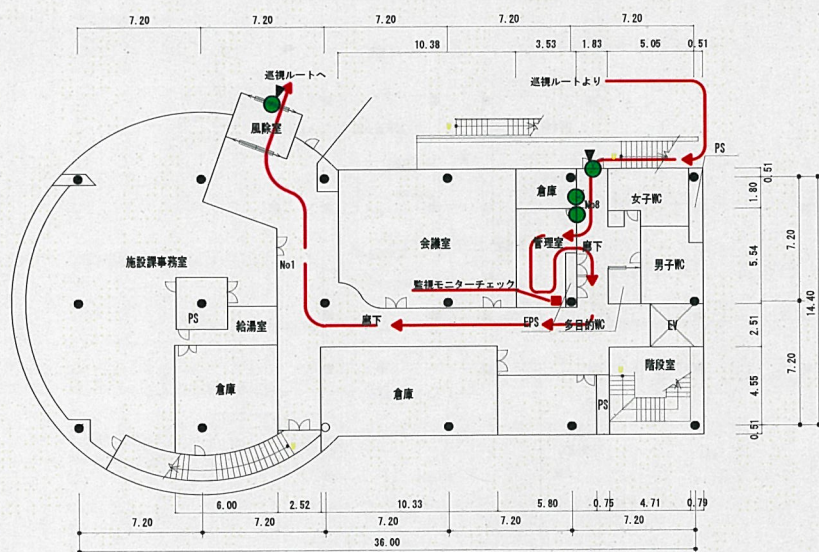 7.20 7.20 7.20 7.20 7.20
10.38 3.53 1.83 5.05 0.51
巡視ルートへ
巡視ルートより
風除室
PS
倉庫
女子WC
No8
会議室
管理室
廊下
施設課事務室
No1
男子WC
監視モニターチェック
PS
給湯室
廊下
EPS
多目的WC
EV
階段室
倉庫
倉庫
PS
0.51
1.80
5.54
2.51
4.55
0.51
7.20
7.20
14.40
6.00 2.52 10.33 5.80 0.75 4.71 0.79
7.20 7.20 7.20 7.20 7.20
36.00